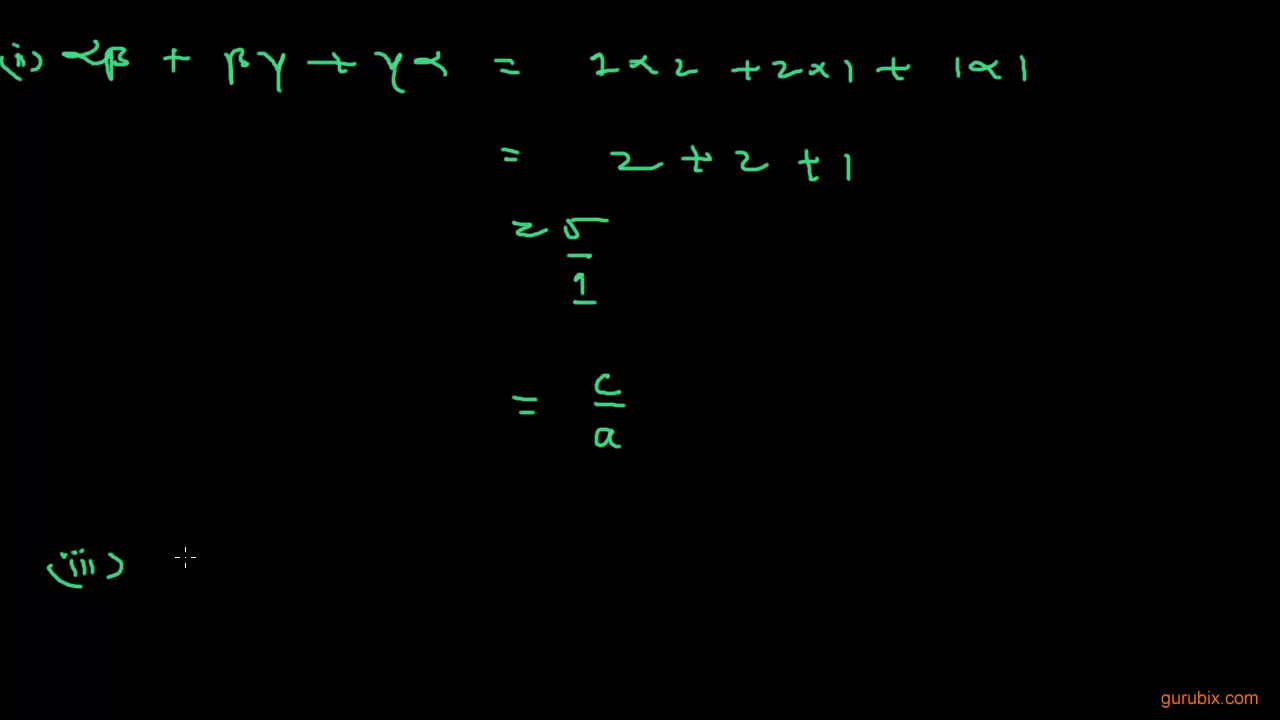 (ii) αβ + βγ + γα = 2 × 2 + 2 × 1 + 1 × 1
= 2 + 2 + 1
= 5/1
= c/a
(iii)
gurubix.com